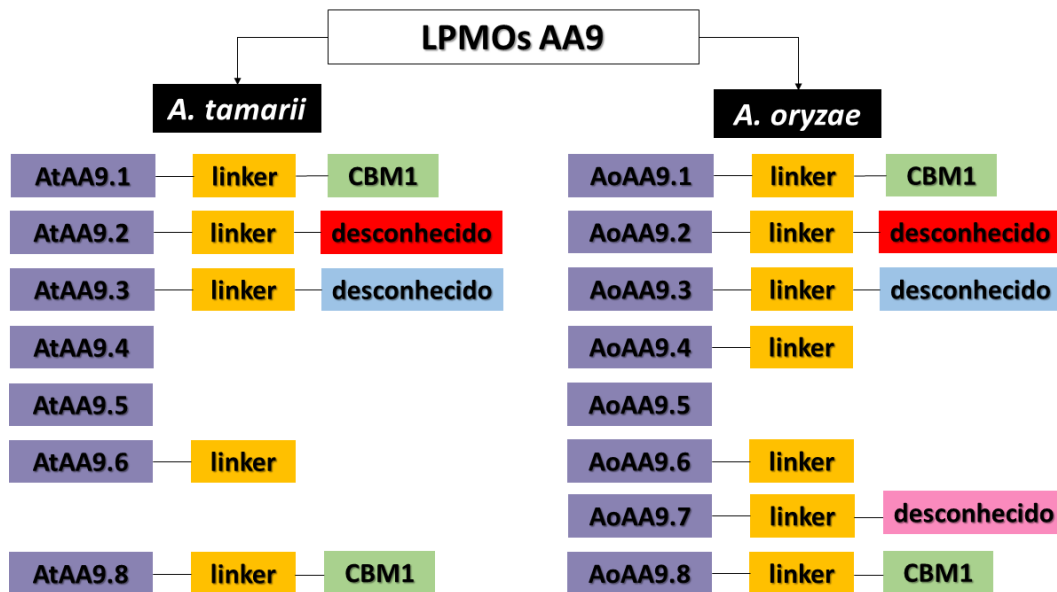 LPMOs AA9
A. tamarii
A. oryzae
AtAA9.1 linker CBM1
AoAA9.1 linker CBM1
AtAA9.2 linker desconhecido
AoAA9.2 linker desconhecido
AtAA9.3 linker desconhecido
AoAA9.3 linker desconhecido
AtAA9.4
AoAA9.4 linker
AtAA9.5
AoAA9.5
AtAA9.6 linker
AoAA9.6 linker
AoAA9.7 linker desconhecido
AtAA9.8 linker CBM1
AoAA9.8 linker CBM1